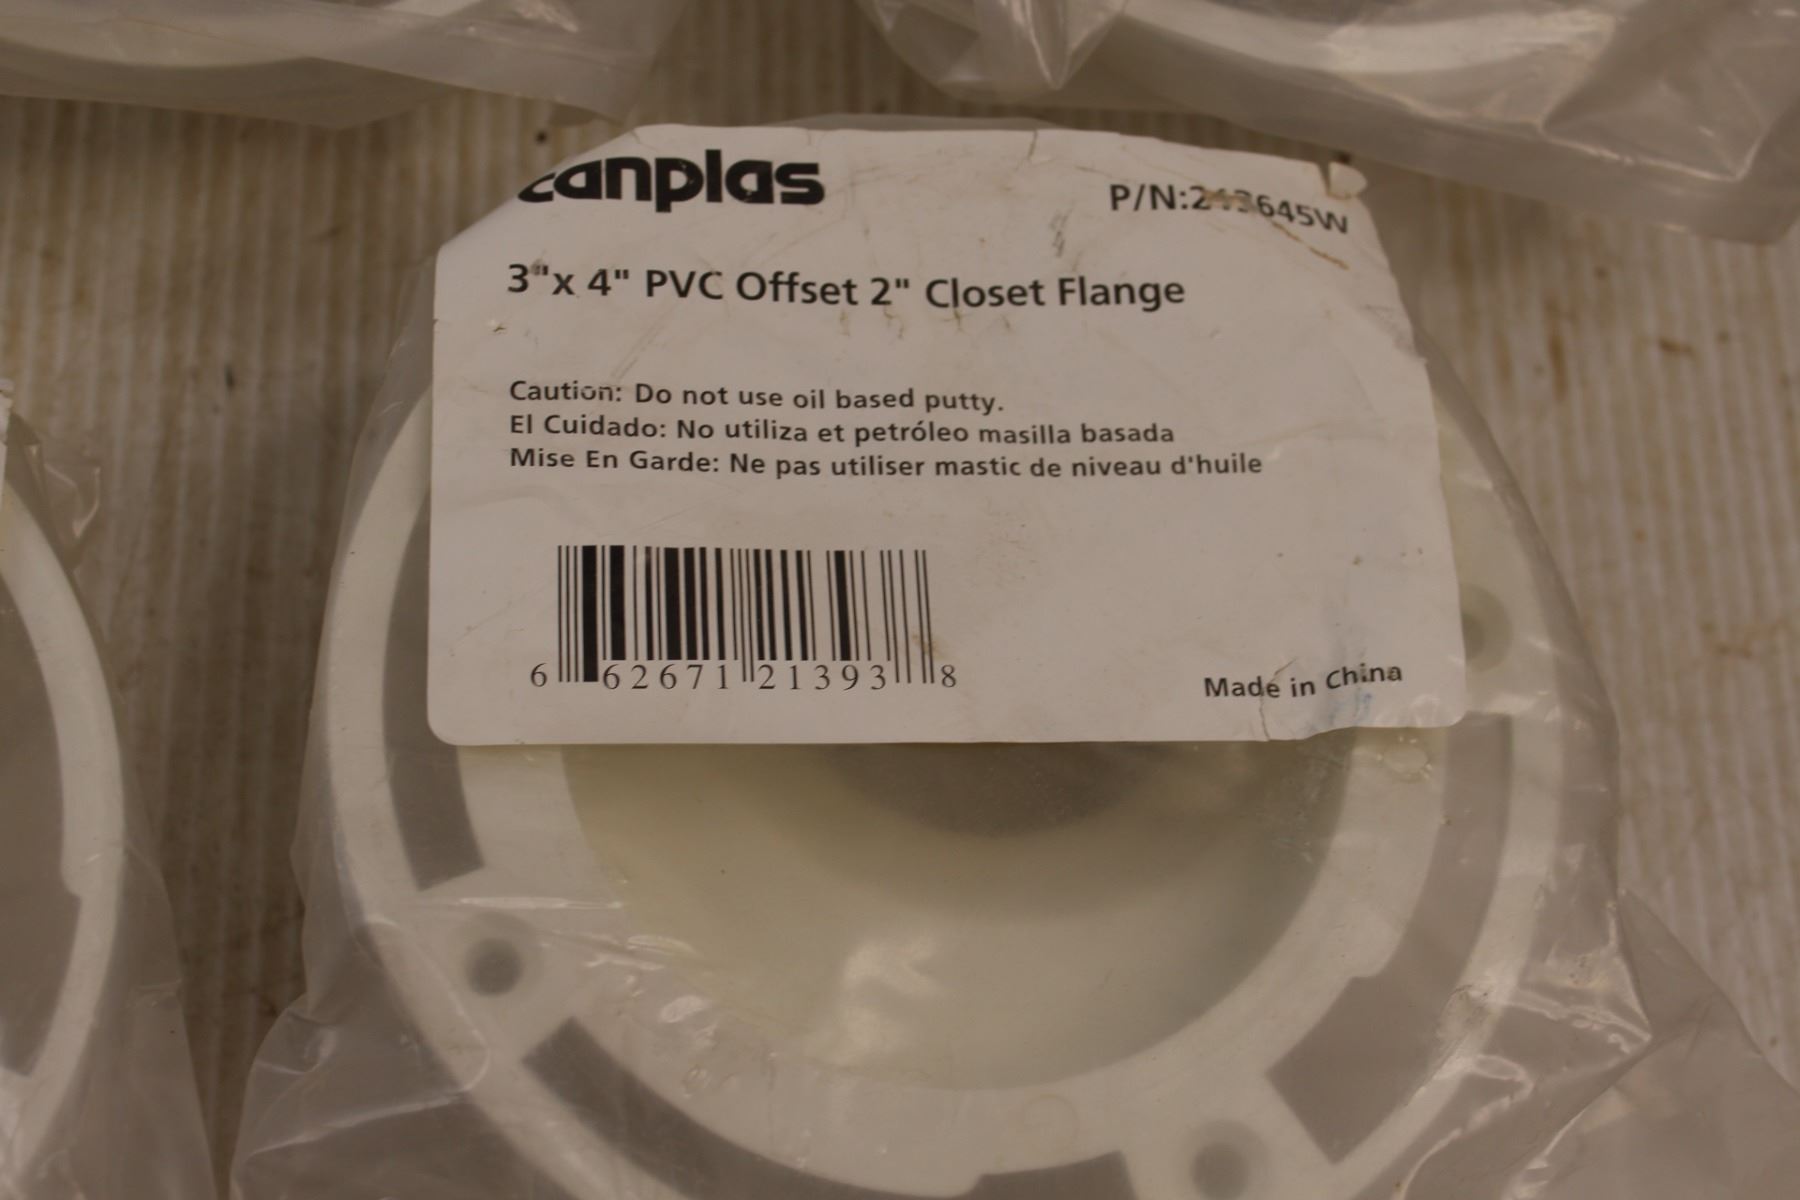 canplas
P/N:243645W
3"x 4" PVC Offset 2" Closet Flange
Caution: Do not use oil based putty.
El Cuidado: No utiliza et petróleo masilla basada
Mise En Garde: Ne pas utiliser mastic de niveau d'huile
6 62671 21393 8
Made in China